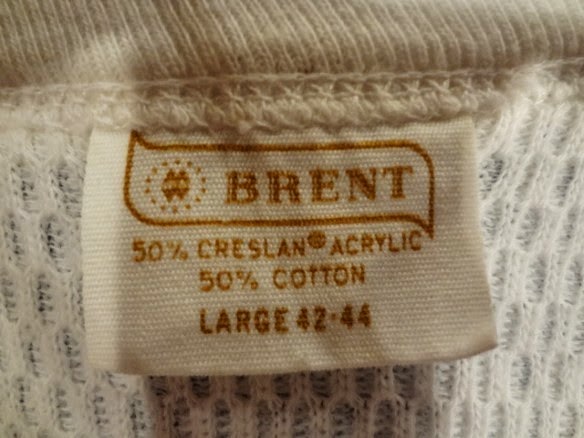 BRENT
50% CRESLAN® ACRYLIC
50% COTTON
LARGE 42-44